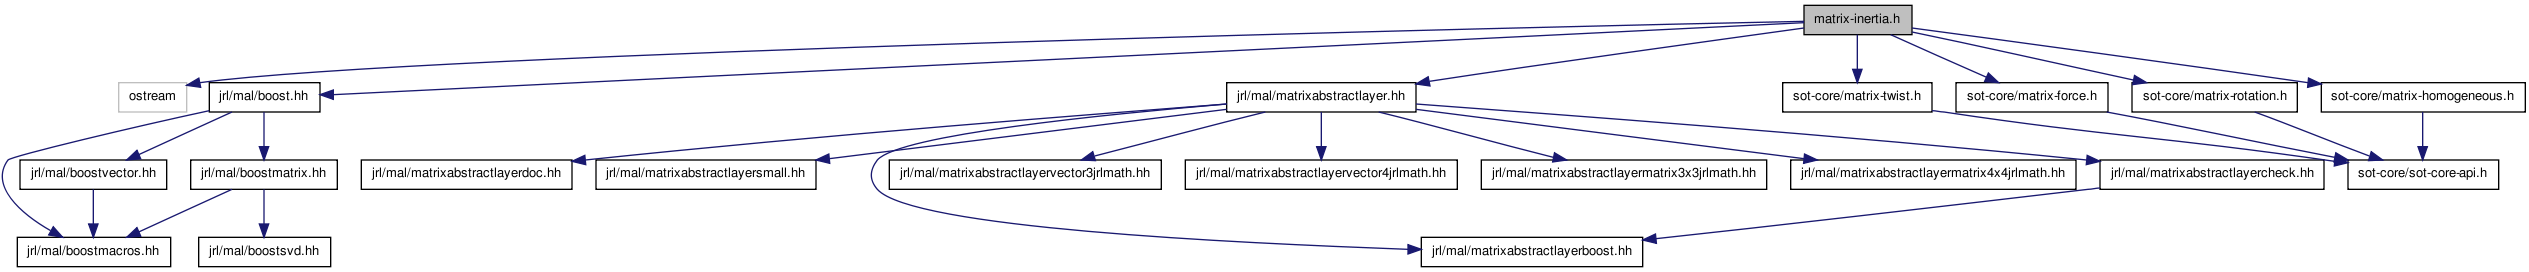 matrix-inertia.h
ostream
jrl/mal/boost.hh
jrl/mal/matrixabstractlayer.hh
sot-core/matrix-twist.h
sot-core/matrix-force.h
sot-core/matrix-rotation.h
sot-core/matrix-homogeneous.h
jrl/mal/boostvector.hh
jrl/mal/boostmatrix.hh
jrl/mal/matrixabstractlayerdoc.hh
jrl/mal/matrixabstractlayersmall.hh
jrl/mal/matrixabstractlayervector3jrlmath.hh
jrl/mal/matrixabstractlayervector4jrlmath.hh
jrl/mal/matrixabstractlayermatrix3x3jrlmath.hh
jrl/mal/matrixabstractlayermatrix4x4jrlmath.hh
jrl/mal/matrixabstractlayercheck.hh
sot-core/sot-core-api.h
jrl/mal/boostmacros.hh
jrl/mal/boostsvd.hh
jrl/mal/matrixabstractlayerboost.hh